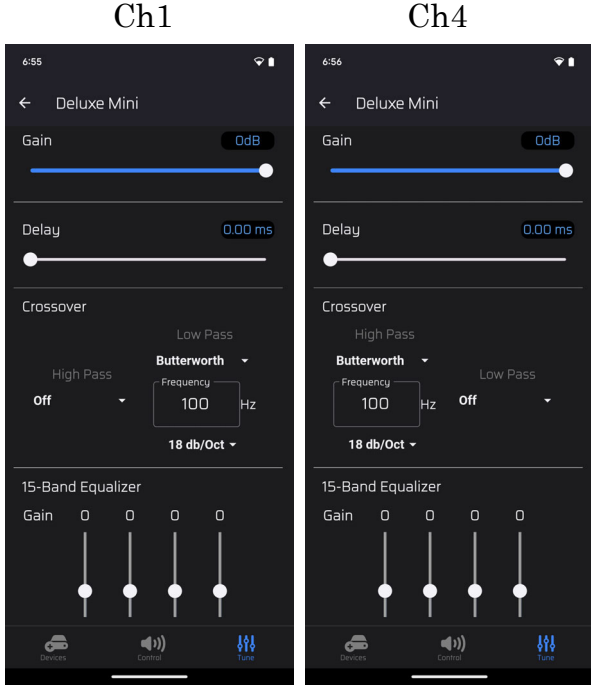 Ch1
6:55
Deluxe Mini
Gain 0dB
Delay 0.00 ms
Crossover
Low Pass
Butterworth
High Pass
Frequency
Off
100 Hz
18 db/Oct
15-Band Equalizer
Gain 0 0 0 0
Devices Control Tune
Ch4
6:56
Deluxe Mini
Gain 0dB
Delay 0.00 ms
Crossover
High Pass
Butterworth
Low Pass
Frequency
100 Hz
Off
18 db/Oct
15-Band Equalizer
Gain 0 0 0 0
Devices Control Tune